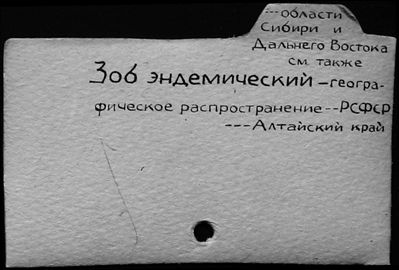 ---области
Сибири и
Дальнего Востока
см. также
Зоб эндемический —геогра-
фическое распространение--РСФСР
---Алтайский край